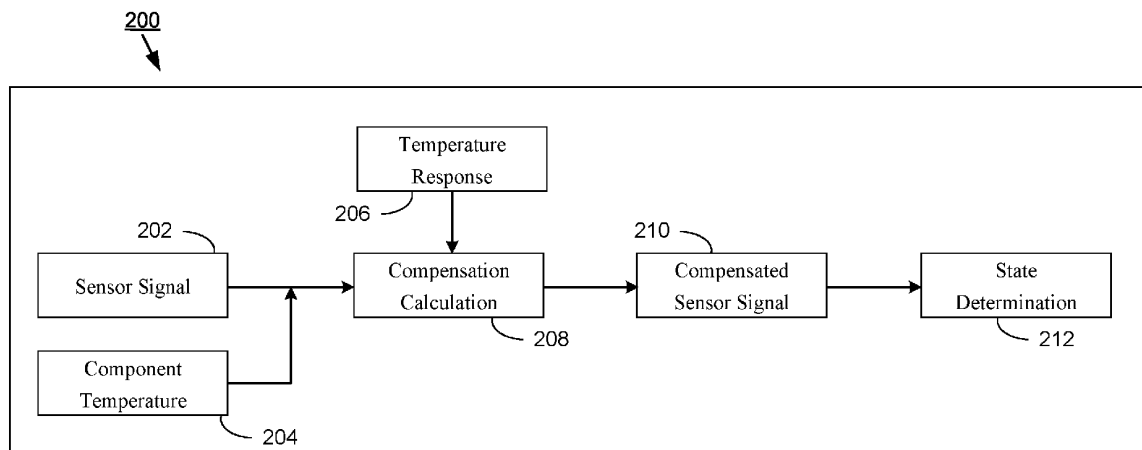 200
Temperature
Response
206
202
210
Sensor Signal
Compensation
Calculation
Compensated
Sensor Signal
State
Determination
208
212
Component
Temperature
204